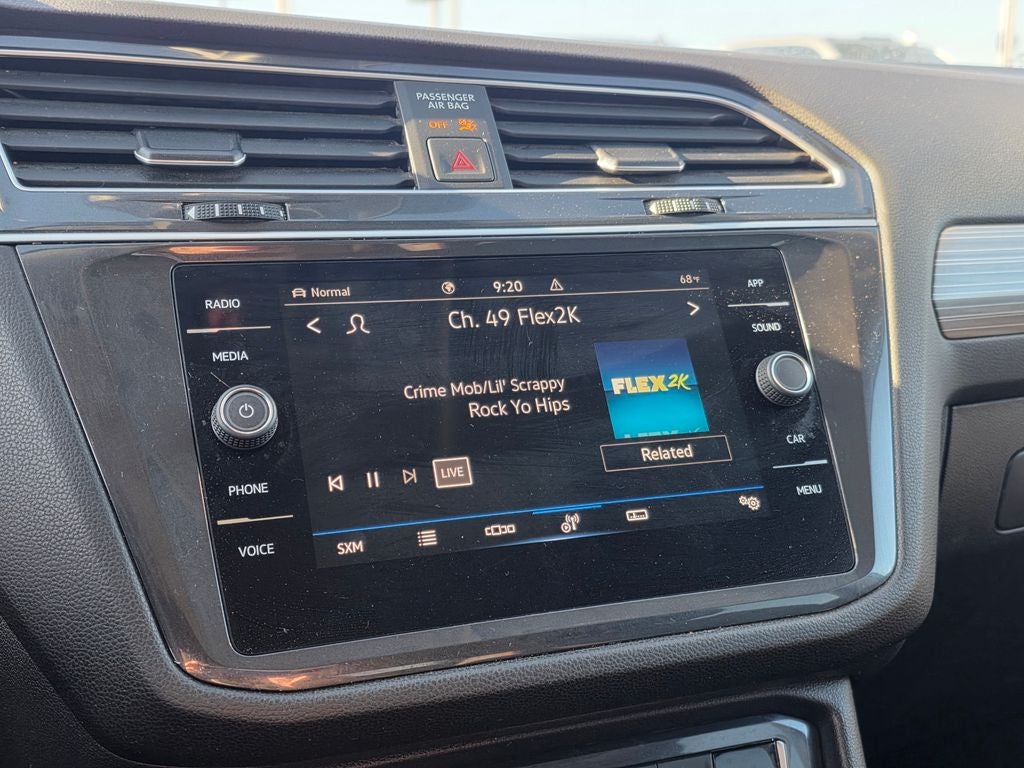 PASSENGER
AIR BAG
OFF
RADIO
MEDIA
PHONE
VOICE
Normal
9:20
68°F
Ch. 49 Flex2K
Crime Mob/Lil' Scrappy
Rock Yo Hips
FLEX2K
Related
LIVE
SXM
APP
SOUND
CAR
MENU